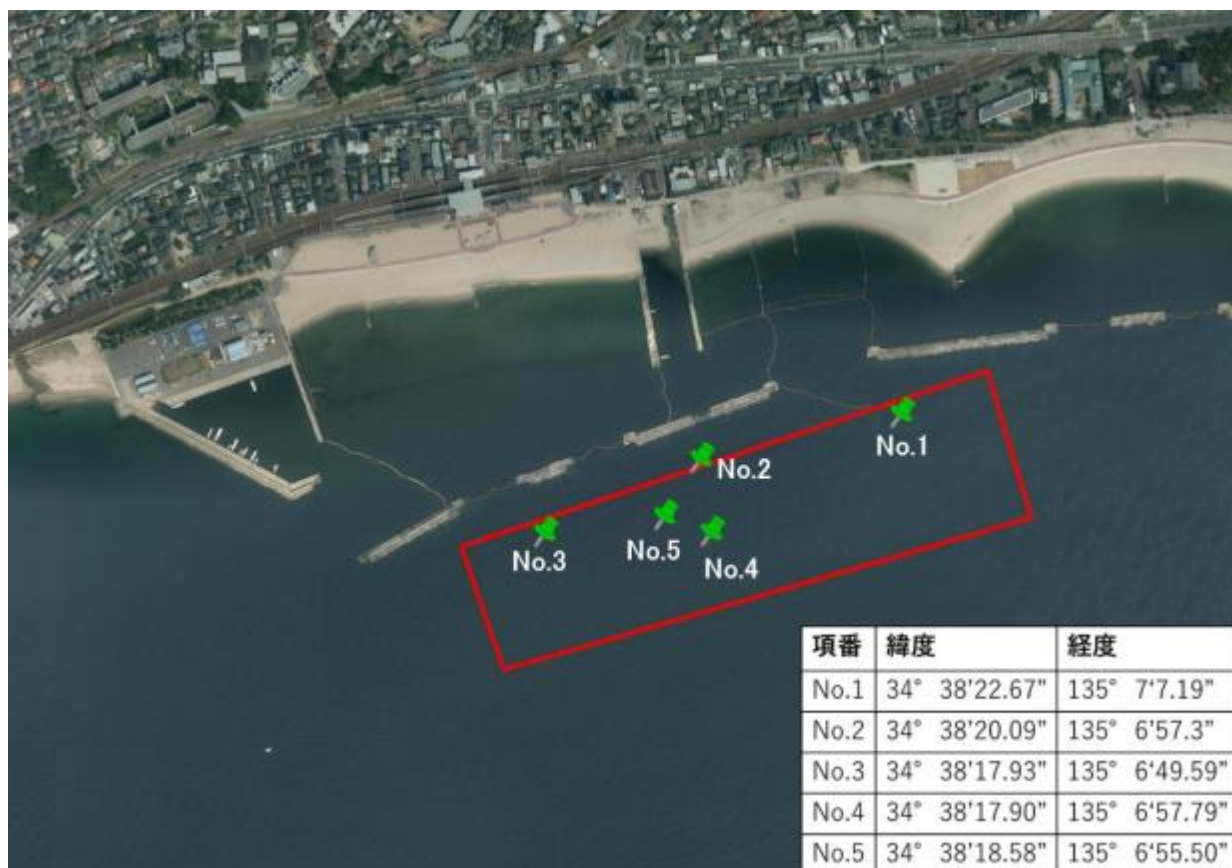 No.1
No.2
No.3
No.5
No.4
項番 緯度 経度
No.1 34° 38’22.67” 135° 7‘7.19”
No.2 34° 38’20.09” 135° 6’57.3”
No.3 34° 38’17.93” 135° 6’49.59”
No.4 34° 38’17.90” 135° 6‘57.79”
No.5 34° 38’18.58” 135° 6‘55.50”